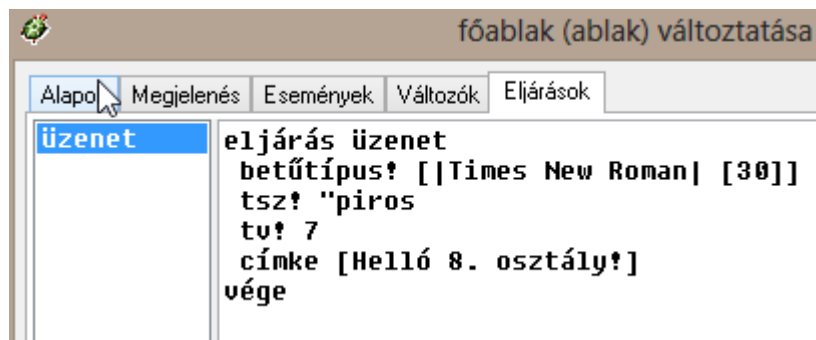 főablak (ablak) változtatása
Alapo Megjelenés Események Változók Eljárások
üzenet
eljárás üzenet
betűtípus! [|Times New Roman| [30]]
tsz! "piros
tv! 7
címke [Helló 8. osztály!]
vége